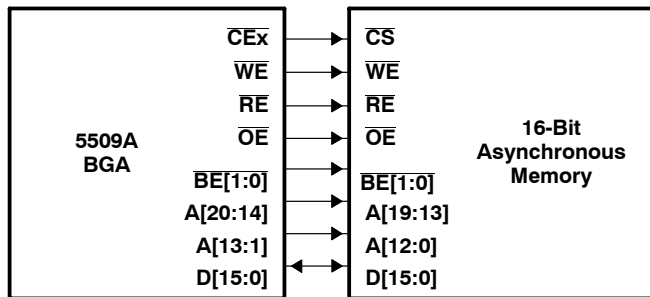 CEx CS
WE WE
RE RE
OE OE
5509A
BGA
16-Bit
Asynchronous
Memory
BE[1:0] BE[1:0]
A[20:14] A[19:13]
A[13:1] A[12:0]
D[15:0] D[15:0]